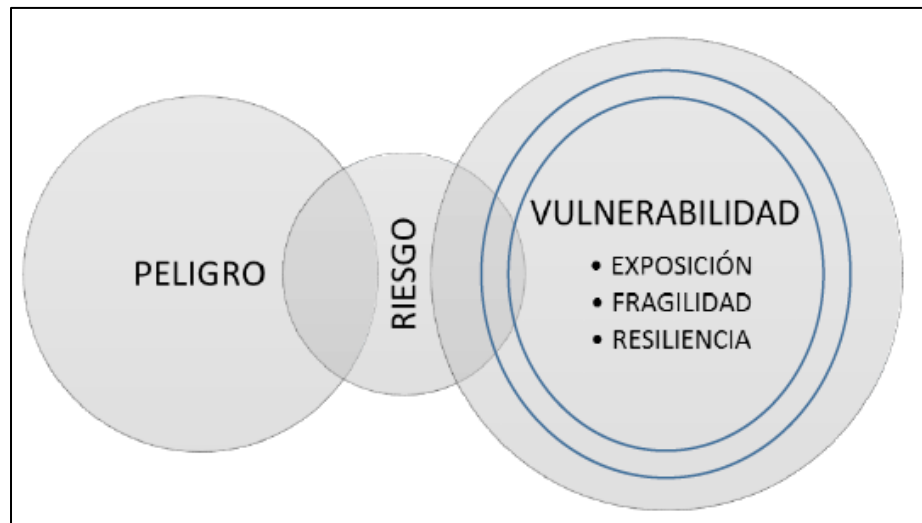 PELIGRO
RIESGO
VULNERABILIDAD
• EXPOSICIÓN
• FRAGILIDAD
• RESILIENCIA